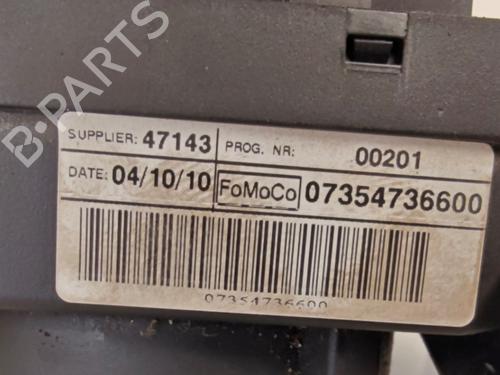 B-PARTS
SUPPLIER: 47143 PROG. NR: 00201
DATE: 04/10/10 FoMoCo 07354736600
07354736600